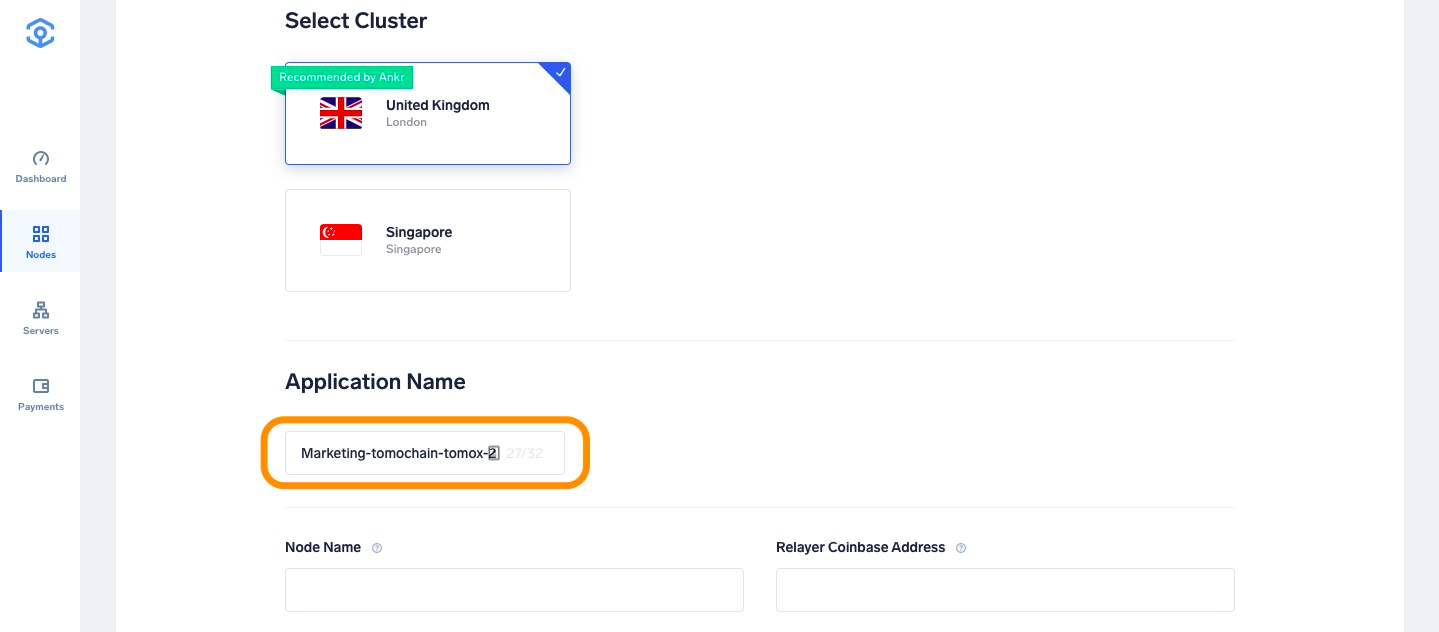 Select Cluster
Recommended by Ankr
United Kingdom
London
Dashboard
Singapore
Singapore
Nodes
Servers
Application Name
Payments
Marketing-tomochain-tomox-2 27/32
Node Name
Relayer Coinbase Address